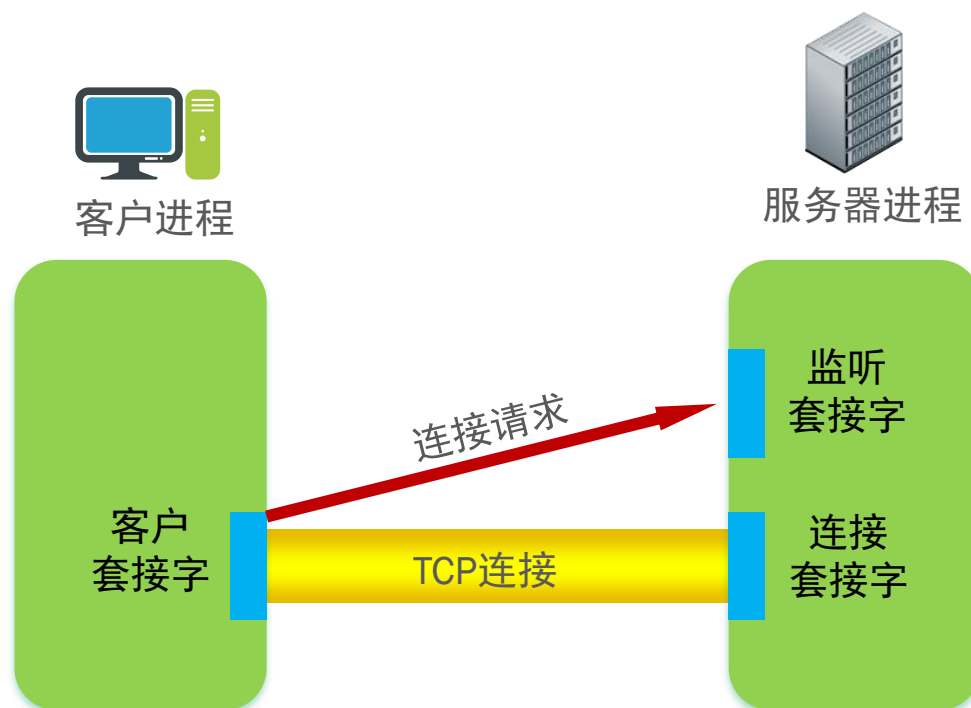 客户进程
服务器进程
监听
套接字
连接请求
客户
套接字
TCP连接
连接
套接字